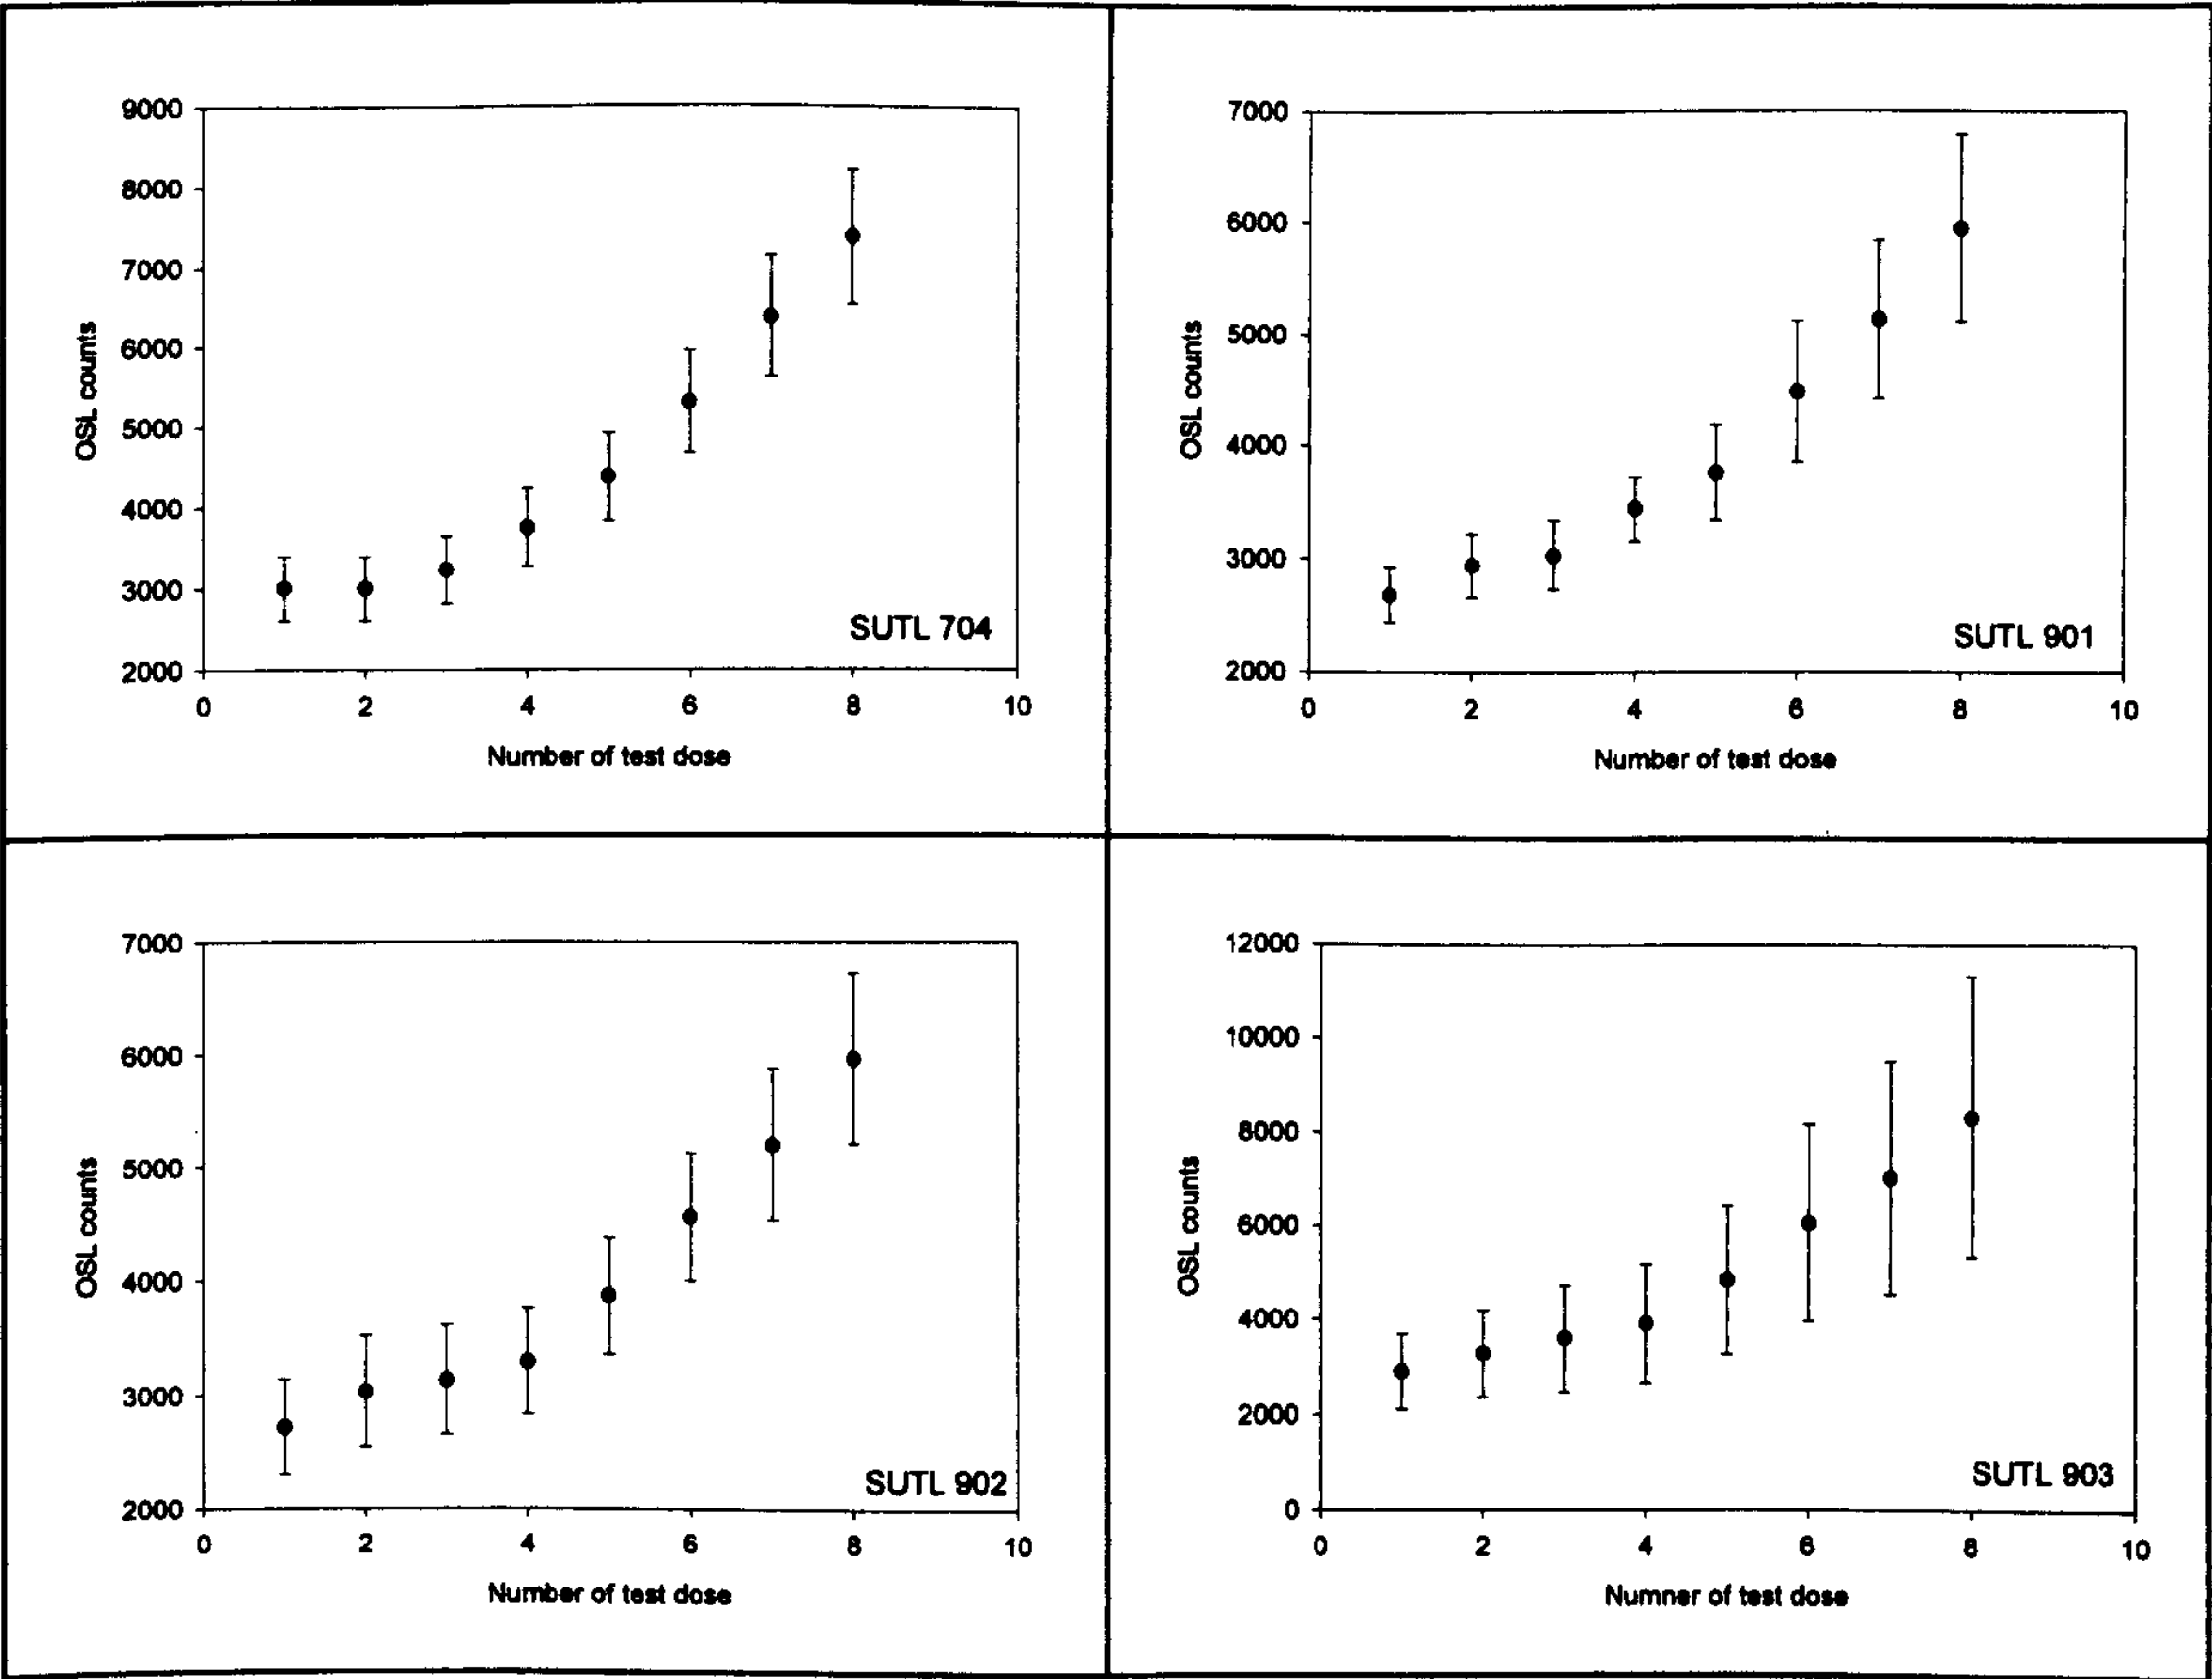 9000
8000
7000
6000
5000
4000
3000
2000
OSL counts
0 2 4 6 8 10
Number of test dose
SUTL 704
7000
6000
5000
4000
3000
2000
OSL counts
0 2 4 6 8 10
Number of test dose
SUTL 901
7000
6000
5000
4000
3000
2000
OSL counts
0 2 4 6 8 10
Number of test dose
SUTL 902
12000
10000
8000
6000
4000
2000
0
OSL counts
0 2 4 6 8 10
Numner of test dose
SUTL 903